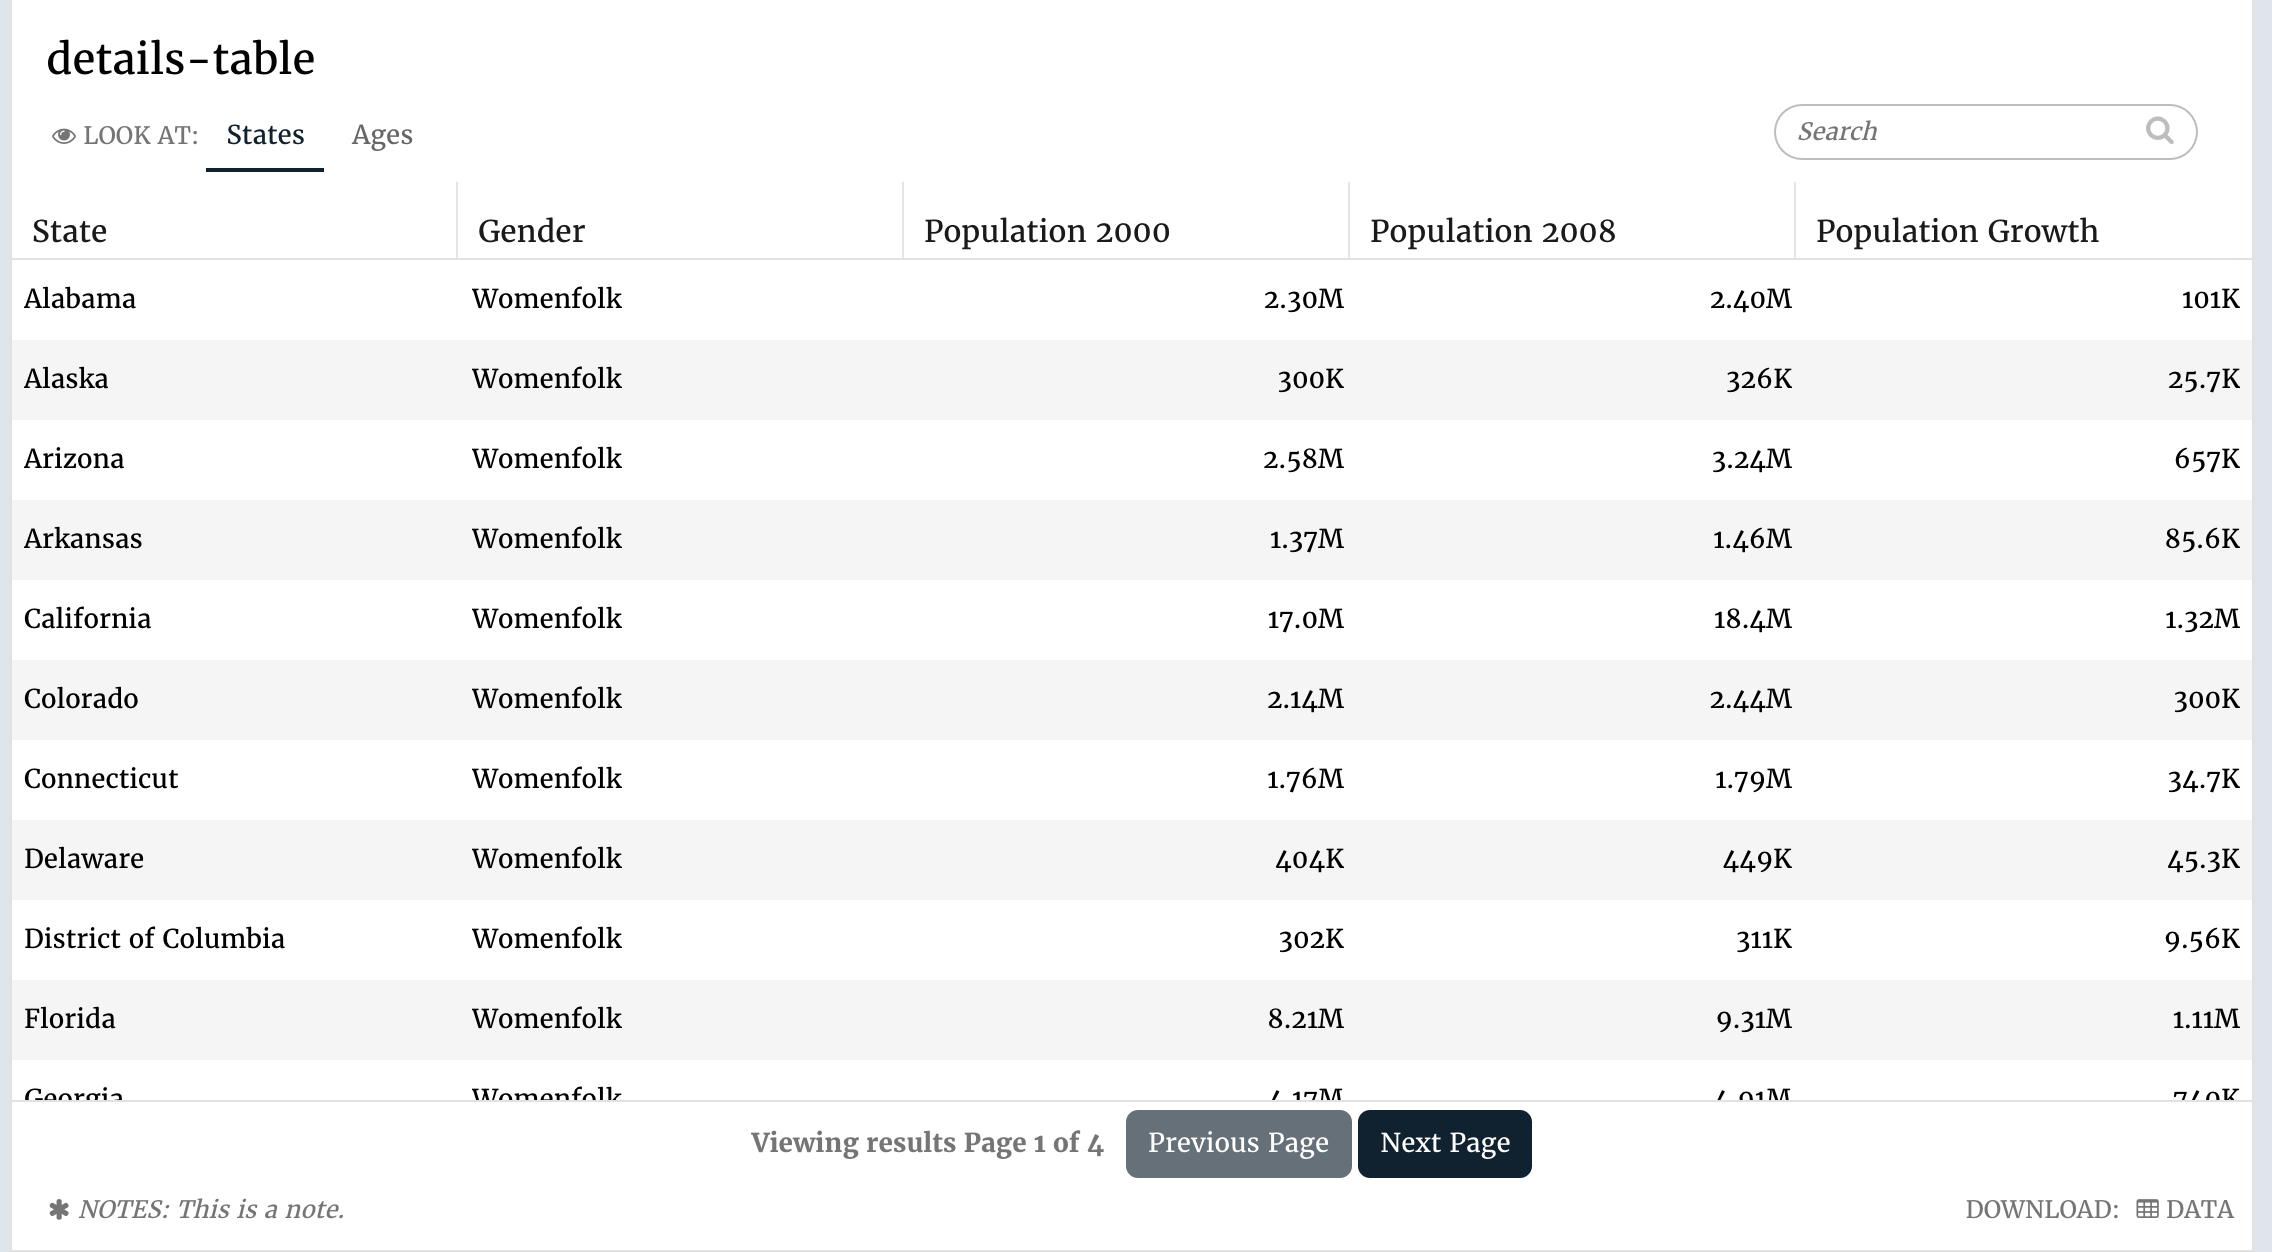 details-table
LOOK AT: States Ages
Search
State Gender Population 2000 Population 2008 Population Growth
Alabama Womenfolk 2.30M 2.40M 101K
Alaska Womenfolk 300K 326K 25.7K
Arizona Womenfolk 2.58M 3.24M 657K
Arkansas Womenfolk 1.37M 1.46M 85.6K
California Womenfolk 17.0M 18.4M 1.32M
Colorado Womenfolk 2.14M 2.44M 300K
Connecticut Womenfolk 1.76M 1.79M 34.7K
Delaware Womenfolk 404K 449K 45.3K
District of Columbia Womenfolk 302K 311K 9.56K
Florida Womenfolk 8.21M 9.31M 1.11M
Georgia Womenfolk 4.17M 4.91M 740K
Viewing results Page 1 of 4 Previous Page Next Page
* NOTES: This is a note.
DOWNLOAD: DATA